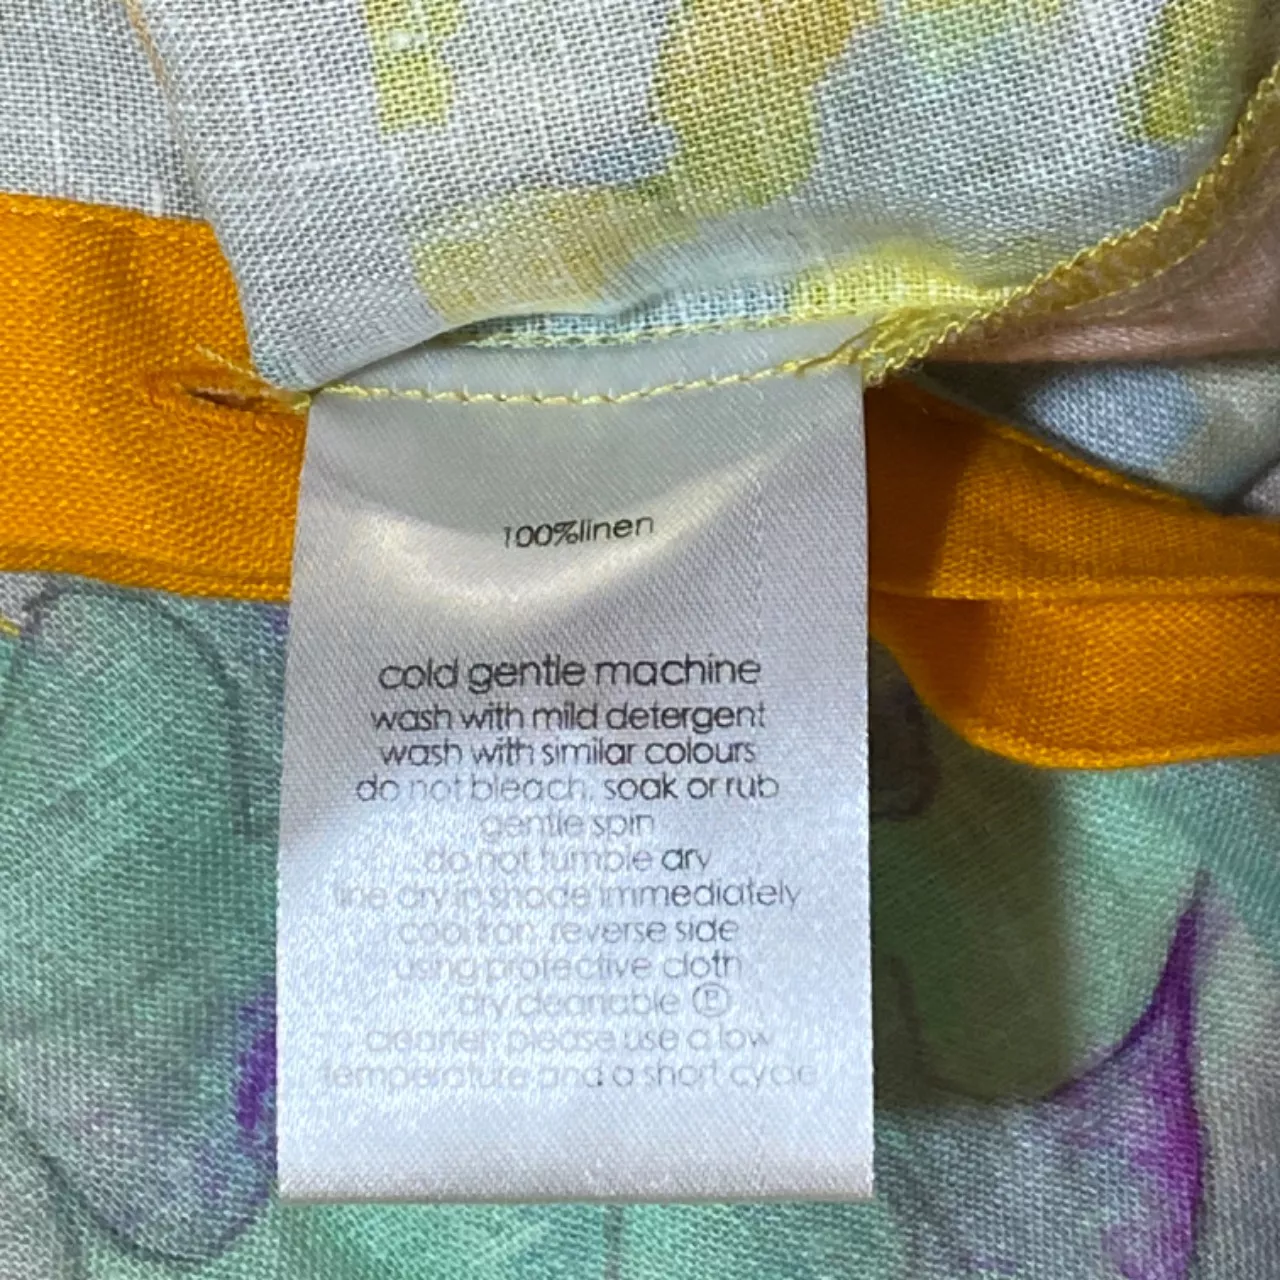 100%linen
cold gentle machine
wash with mild detergent
wash with similar colours
do not bleach, soak or rub
gentle spin
do not tumble dry
line dry in shade immediately
cool iron reverse side
using protective cloth
dry cleanable Ⓟ
cleaner: please use a low
temperature and a short cycle